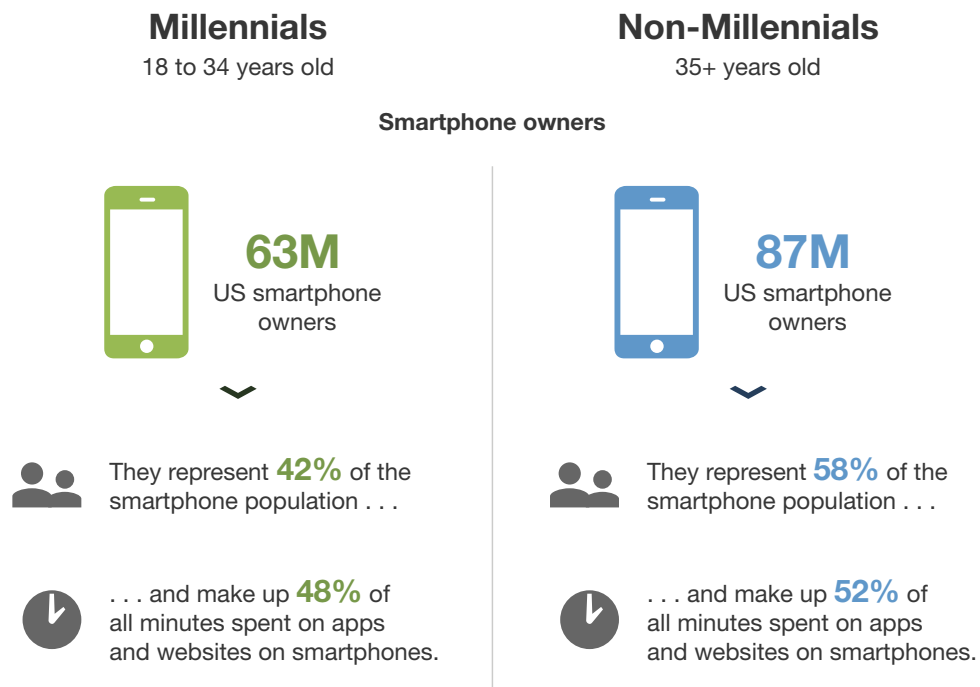 Millennials
18 to 34 years old
Non-Millennials
35+ years old
Smartphone owners
63M
US smartphone
owners
They represent 42% of the
smartphone population . . .
. . . and make up 48% of
all minutes spent on apps
and websites on smartphones.
87M
US smartphone
owners
They represent 58% of the
smartphone population . . .
. . . and make up 52% of
all minutes spent on apps
and websites on smartphones.